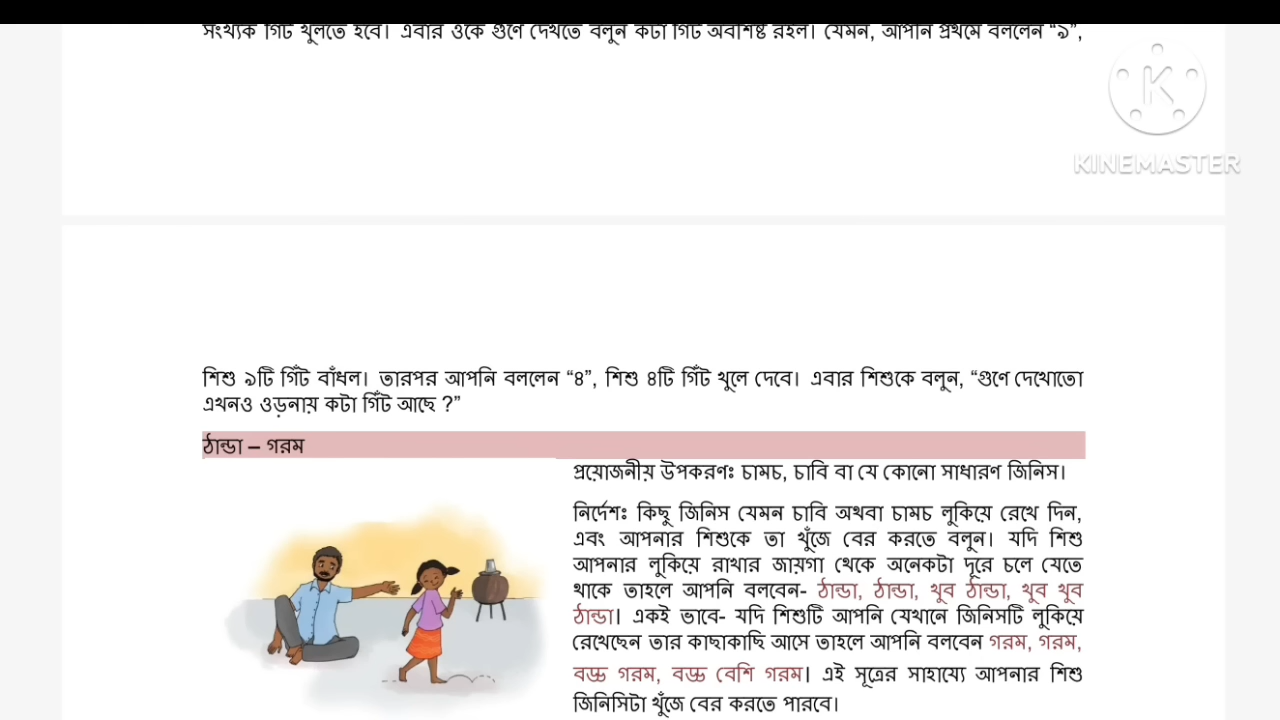 সংখ্যক গিঁট খুলতে হবে। এবার ওকে গুণে দেখতে বলুন কটা গিঁট অবশিষ্ট রইল। যেমন, আপনি প্রথমে বললেন “৯”,
KINEMASTER
শিশু ৯টি গিঁট বাঁধল। তারপর আপনি বললেন “৪”, শিশু ৪টি গিঁট খুলে দেবে। এবার শিশুকে বলুন, “গুণে দেখোতো
এখনও ওড়নায় কটা গিঁট আছে ?”
ঠান্ডা – গরম
প্রয়োজনীয় উপকরণঃ চামচ, চাবি বা যে কোনো সাধারণ জিনিস।
নির্দেশঃ কিছু জিনিস যেমন চাবি অথবা চামচ লুকিয়ে রেখে দিন,
এবং আপনার শিশুকে তা খুঁজে বের করতে বলুন। যদি শিশু
আপনার লুকিয়ে রাখার জায়গা থেকে অনেকটা দূরে চলে যেতে
থাকে তাহলে আপনি বলবেন- ঠান্ডা, ঠান্ডা, খুব ঠান্ডা, খুব খুব
ঠান্ডা। একই ভাবে- যদি শিশুটি আপনি যেখানে জিনিসটি লুকিয়ে
রেখেছেন তার কাছাকাছি আসে তাহলে আপনি বলবেন গরম, গরম,
বড্ড গরম, বড্ড বেশি গরম। এই সূত্রের সাহায্যে আপনার শিশু
জিনিসিটা খুঁজে বের করতে পারবে।